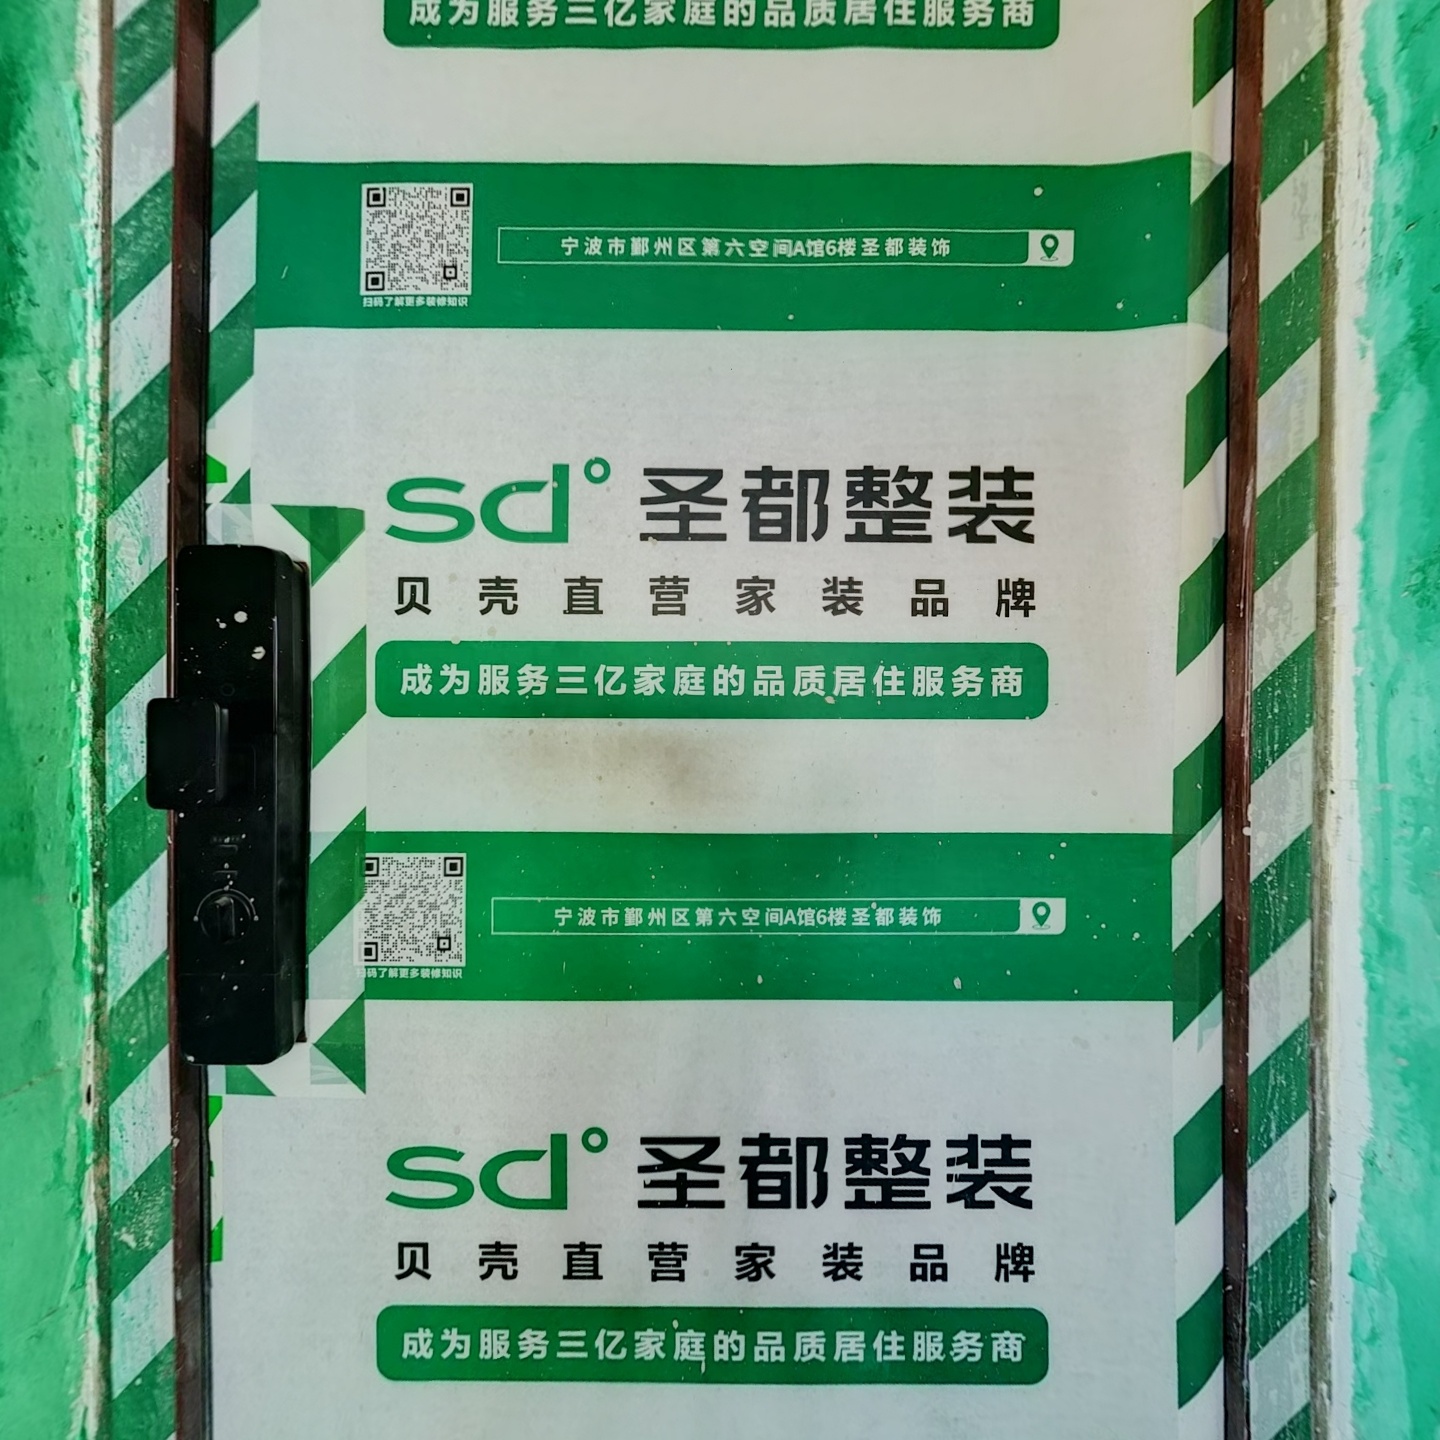 成为服务三亿家庭的品质居住服务商
宁波市鄞州区第六空间A馆6楼圣都装饰
扫码了解更多装修知识
sd° 圣都整装
贝壳直营家装品牌
成为服务三亿家庭的品质居住服务商
宁波市鄞州区第六空间A馆6楼圣都装饰
扫码了解更多装修知识
sd° 圣都整装
贝壳直营家装品牌
成为服务三亿家庭的品质居住服务商